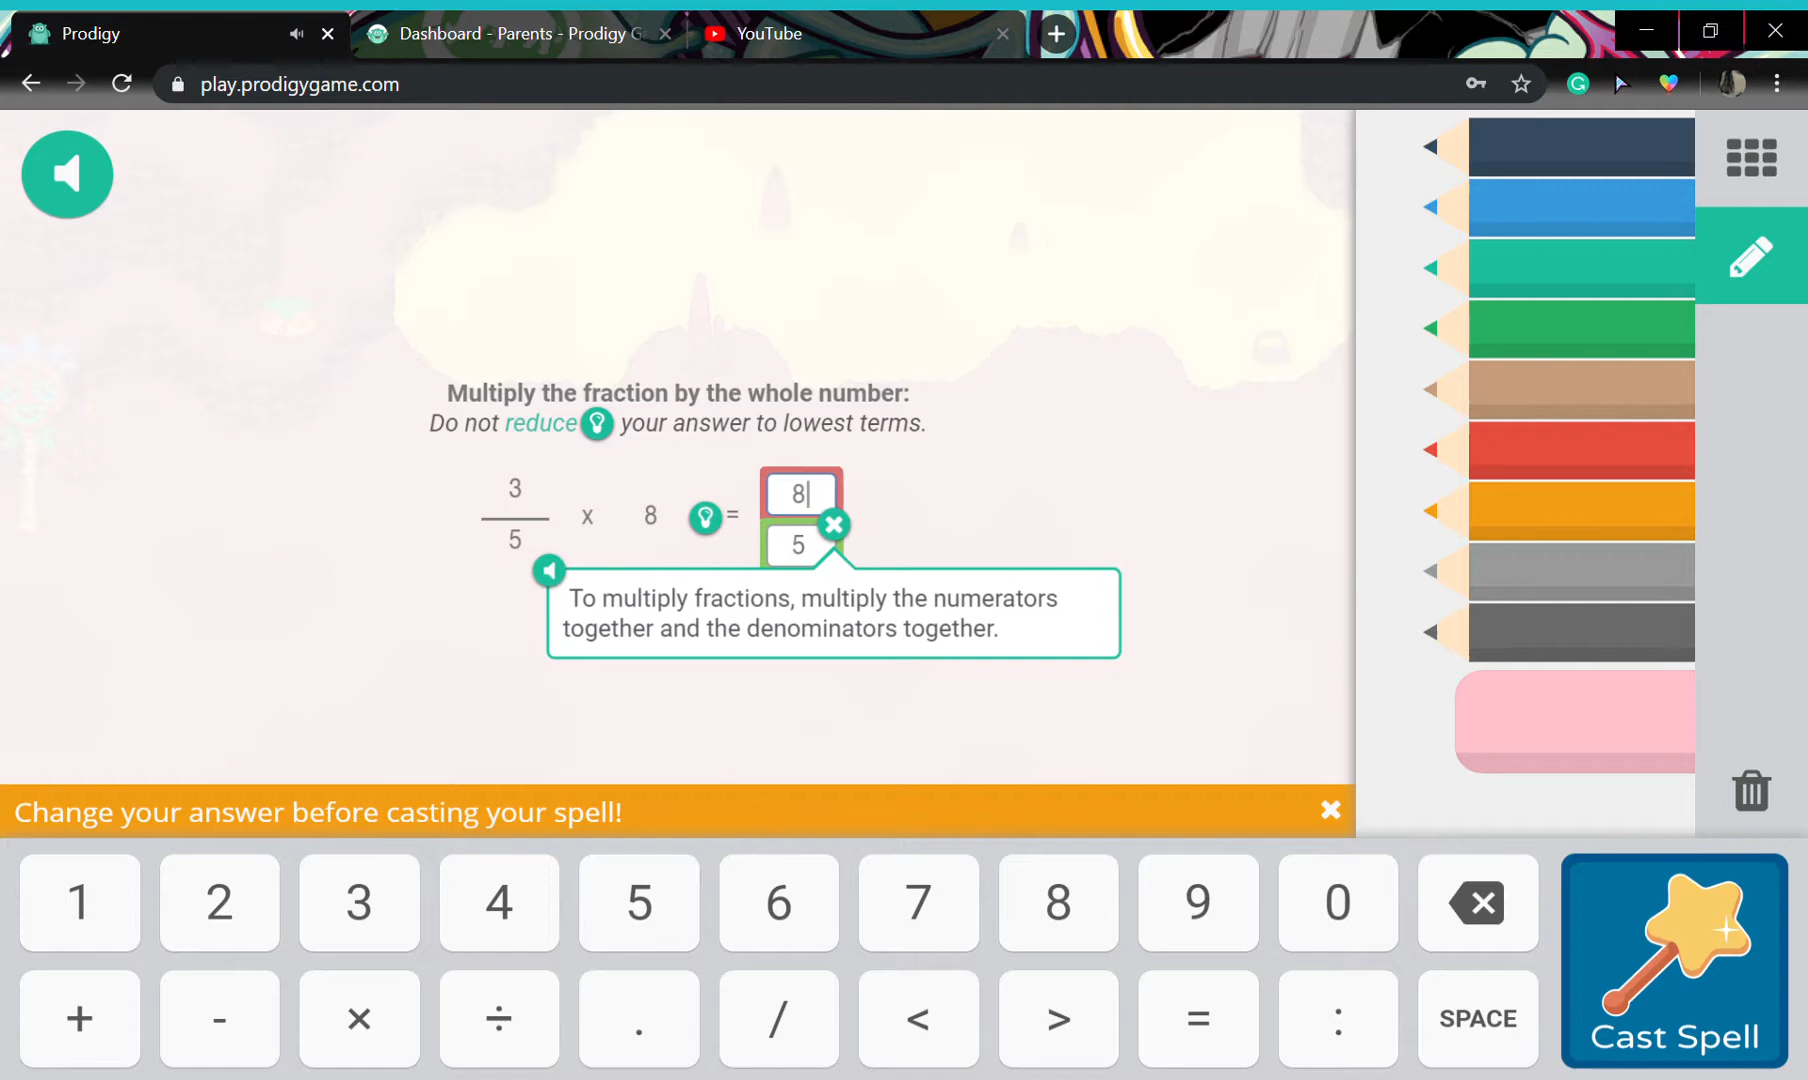 Prodigy
Dashboard - Parents - Prodigy G
YouTube
play.prodigygame.com
Multiply the fraction by the whole number:
Do not reduce your answer to lowest terms.
3
5
x 8 =
8
5
To multiply fractions, multiply the numerators
together and the denominators together.
Change your answer before casting your spell!
1 2 3 4 5 6 7 8 9 0
+ - × ÷ . / < > = : SPACE
Cast Spell